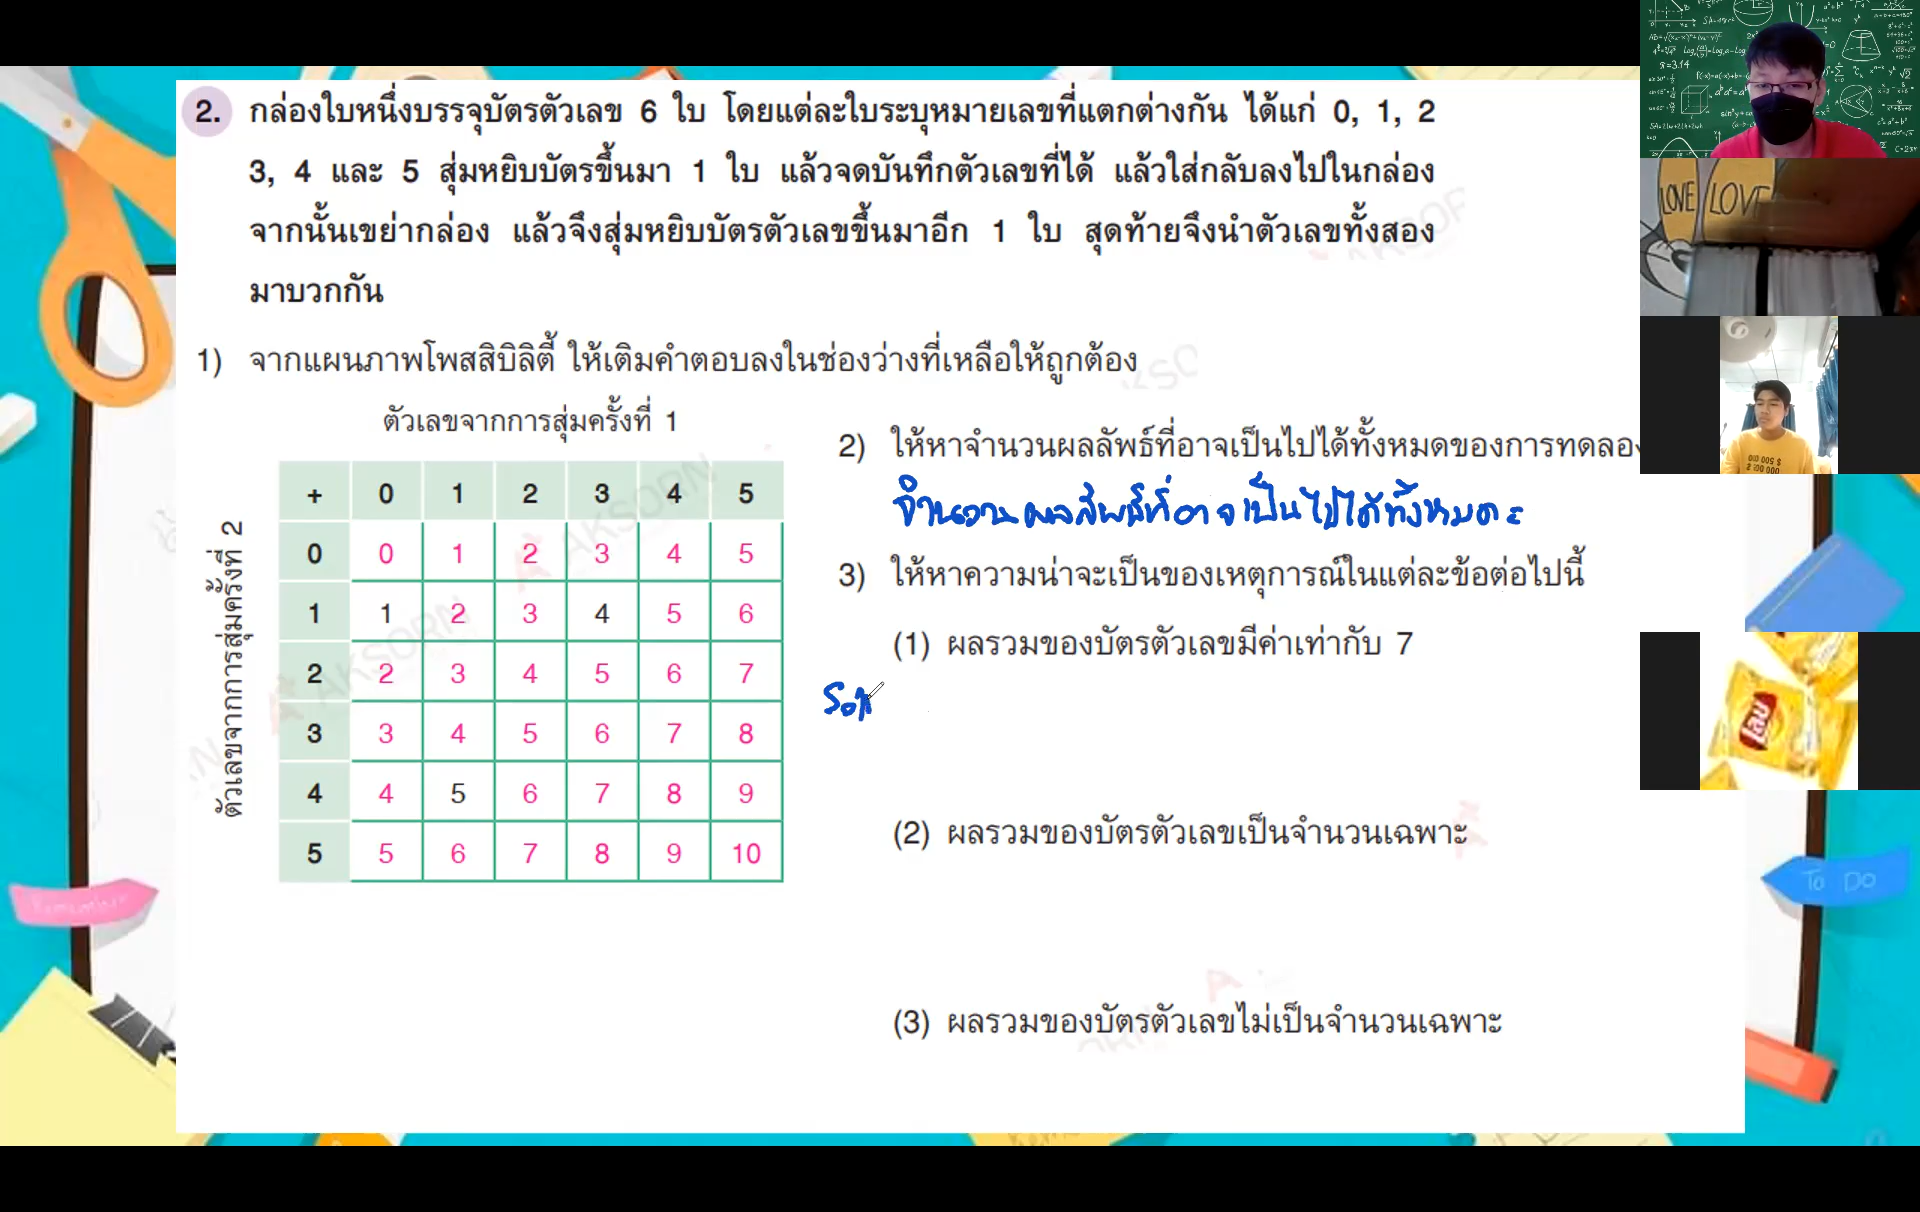 2. กล่องใบหนึ่งบรรจุบัตรตัวเลข 6 ใบ โดยแต่ละใบระบุหมายเลขที่แตกต่างกัน ได้แก่ 0, 1, 2
3, 4 และ 5 สุ่มหยิบบัตรขึ้นมา 1 ใบ แล้วจดบันทึกตัวเลขที่ได้ แล้วใส่กลับลงไปในกล่อง
จากนั้นเขย่ากล่อง แล้วจึงสุ่มหยิบบัตรตัวเลขขึ้นมาอีก 1 ใบ สุดท้ายจึงนำตัวเลขทั้งสอง
มาบวกกัน
1) จากแผนภาพโพสสิบิลิตี้ ให้เติมคำตอบลงในช่องว่างที่เหลือให้ถูกต้อง
ตัวเลขจากการสุ่มครั้งที่ 1
ตัวเลขจากการสุ่มครั้งที่ 2
+ 0 1 2 3 4 5
0 0 1 2 3 4 5
1 1 2 3 4 5 6
2 2 3 4 5 6 7
3 3 4 5 6 7 8
4 4 5 6 7 8 9
5 5 6 7 8 9 10
2) ให้หาจำนวนผลลัพธ์ที่อาจเป็นไปได้ทั้งหมดของการทดลอง
จำนวนผลลัพธ์ที่อาจเป็นไปได้ทั้งหมด
3) ให้หาความน่าจะเป็นของเหตุการณ์ในแต่ละข้อต่อไปนี้
(1) ผลรวมของบัตรตัวเลขมีค่าเท่ากับ 7
(2) ผลรวมของบัตรตัวเลขเป็นจำนวนเฉพาะ
(3) ผลรวมของบัตรตัวเลขไม่เป็นจำนวนเฉพาะ
AKSORN
AKSORN
LOVE LOVE
Remember
To Do
เลย์